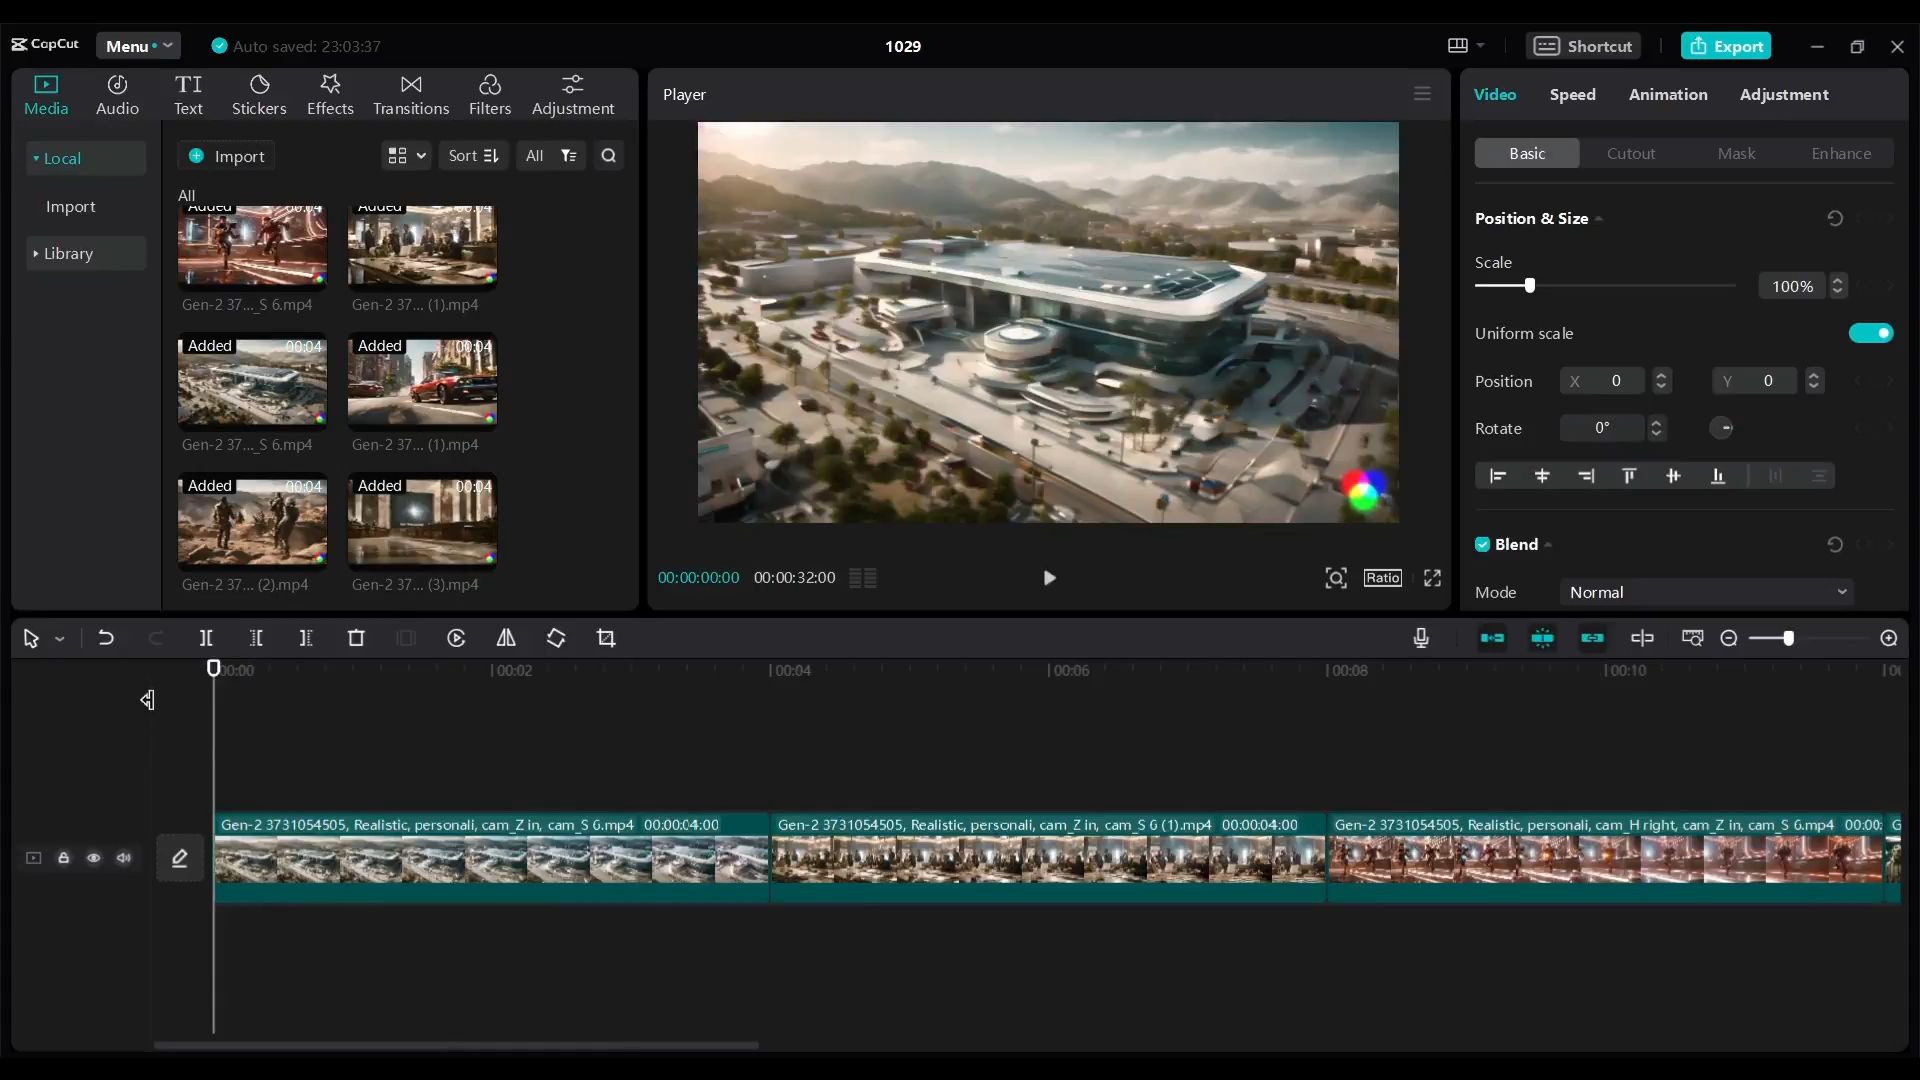 CapCut
Menu
Auto saved: 23:03:37
1029
Shortcut
Export
Media
Audio
Text
Stickers
Effects
Transitions
Filters
Adjustment
Local
Import
Library
Import
Sort
All
All
Added 00:04
Added 00:04
Gen-2 37..._S 6.mp4
Gen-2 37... (1).mp4
Added 00:04
Added 00:04
Gen-2 37..._S 6.mp4
Gen-2 37... (1).mp4
Added 00:04
Added 00:04
Gen-2 37... (2).mp4
Gen-2 37... (3).mp4
Player
00:00:00:00 00:00:32:00
Ratio
Video
Speed
Animation
Adjustment
Basic
Cutout
Mask
Enhance
Position & Size
Scale
100%
Uniform scale
Position X 0 Y 0
Rotate 0°
Blend
Mode Normal
00:00
00:02
00:04
00:06
00:08
00:10
Gen-2 3731054505, Realistic, personali, cam_Z in, cam_S 6.mp4 00:00:04:00
Gen-2 3731054505, Realistic, personali, cam_Z in, cam_S 6 (1).mp4 00:00:04:00
Gen-2 3731054505, Realistic, personali, cam_H right, cam_Z in, cam_S 6.mp4 00:00: